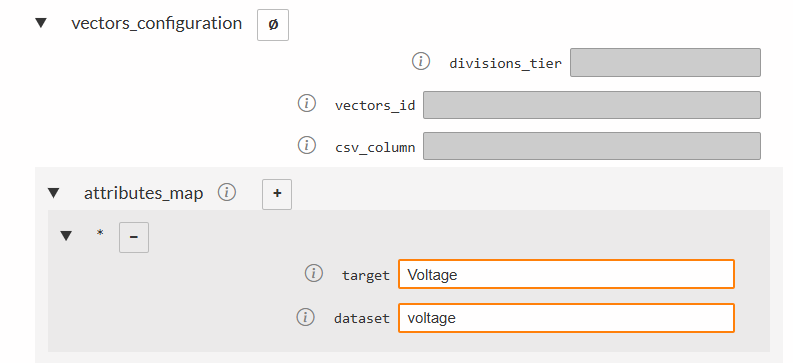 ▼ vectors_configuration ø
i divisions_tier
i vectors_id
i csv_column
▼ attributes_map i +
▼ * −
i target Voltage
i dataset voltage